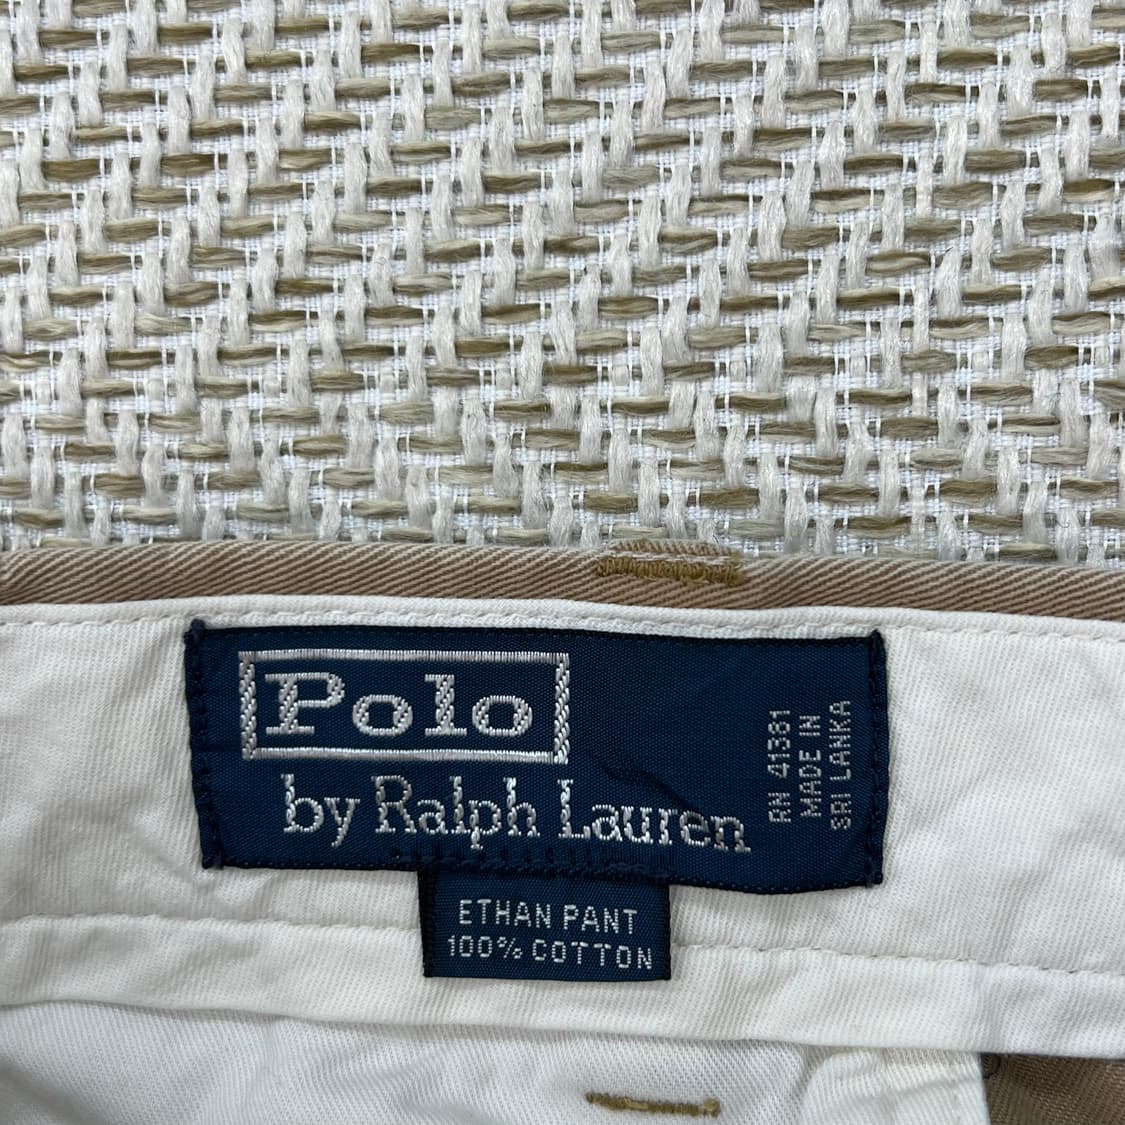 Polo
by Ralph Lauren
RN 41381
MADE IN
SRI LANKA
ETHAN PANT
100% COTTON